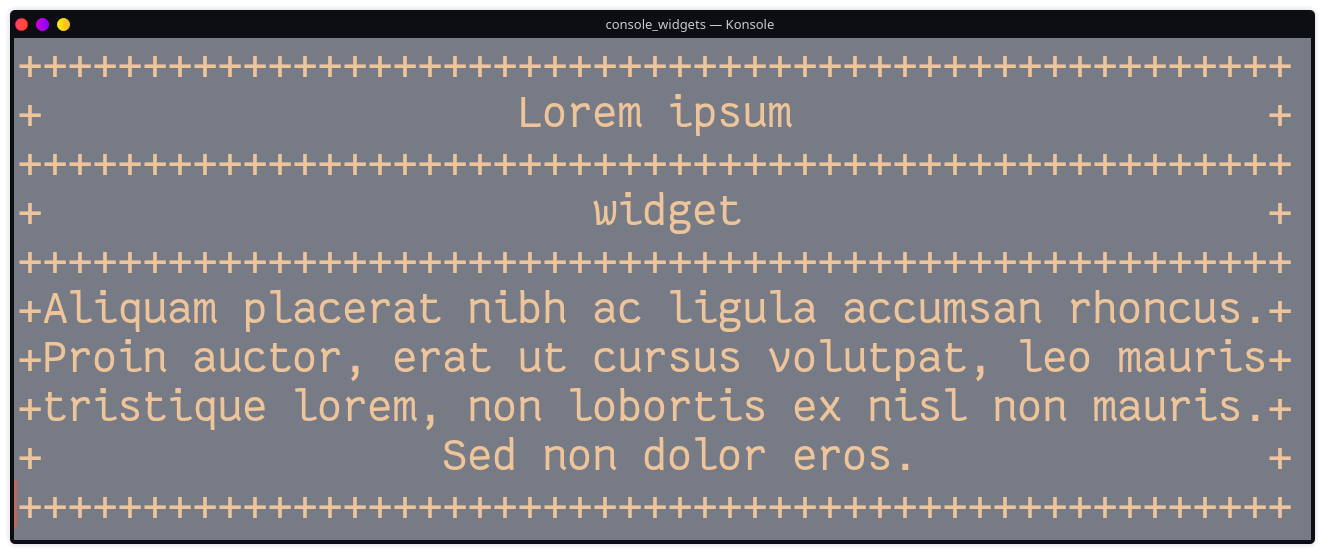 console_widgets — Konsole
+++++++++++++++++++++++++++++++++++++++++++++++++++
+                   Lorem ipsum                   +
+++++++++++++++++++++++++++++++++++++++++++++++++++
+                      widget                     +
+++++++++++++++++++++++++++++++++++++++++++++++++++
+Aliquam placerat nibh ac ligula accumsan rhoncus.+
+Proin auctor, erat ut cursus volutpat, leo mauris+
+tristique lorem, non lobortis ex nisl non mauris.+
+                Sed non dolor eros.              +
+++++++++++++++++++++++++++++++++++++++++++++++++++